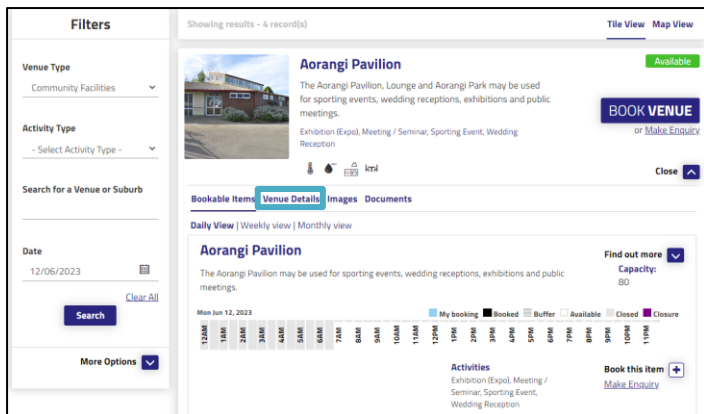 Filters
Venue Type
Community Facilities
Activity Type
- Select Activity Type -
Search for a Venue or Suburb
Date
12/06/2023
Clear All
Search
More Options
Showing results - 4 record(s)
Tile View Map View
Aorangi Pavilion
Available
The Aorangi Pavilion, Lounge and Aorangi Park may be used
for sporting events, wedding receptions, exhibitions and public
meetings.
BOOK VENUE
or Make Enquiry
Exhibition (Expo), Meeting / Seminar, Sporting Event, Wedding
Reception
Close
Bookable Items Venue Details Images Documents
Daily View | Weekly view | Monthly view
Aorangi Pavilion
Find out more
The Aorangi Pavilion may be used for sporting events, wedding receptions, exhibitions and public
meetings.
Capacity:
80
Mon Jun 12, 2023
My booking Booked Buffer Available Closed Closure
12AM 1AM 2AM 3AM 4AM 5AM 6AM 7AM 8AM 9AM 10AM 11AM 12PM 1PM 2PM 3PM 4PM 5PM 6PM 7PM 8PM 9PM 10PM 11PM
Activities
Exhibition (Expo), Meeting /
Seminar, Sporting Event,
Wedding Reception
Book this item
Make Enquiry